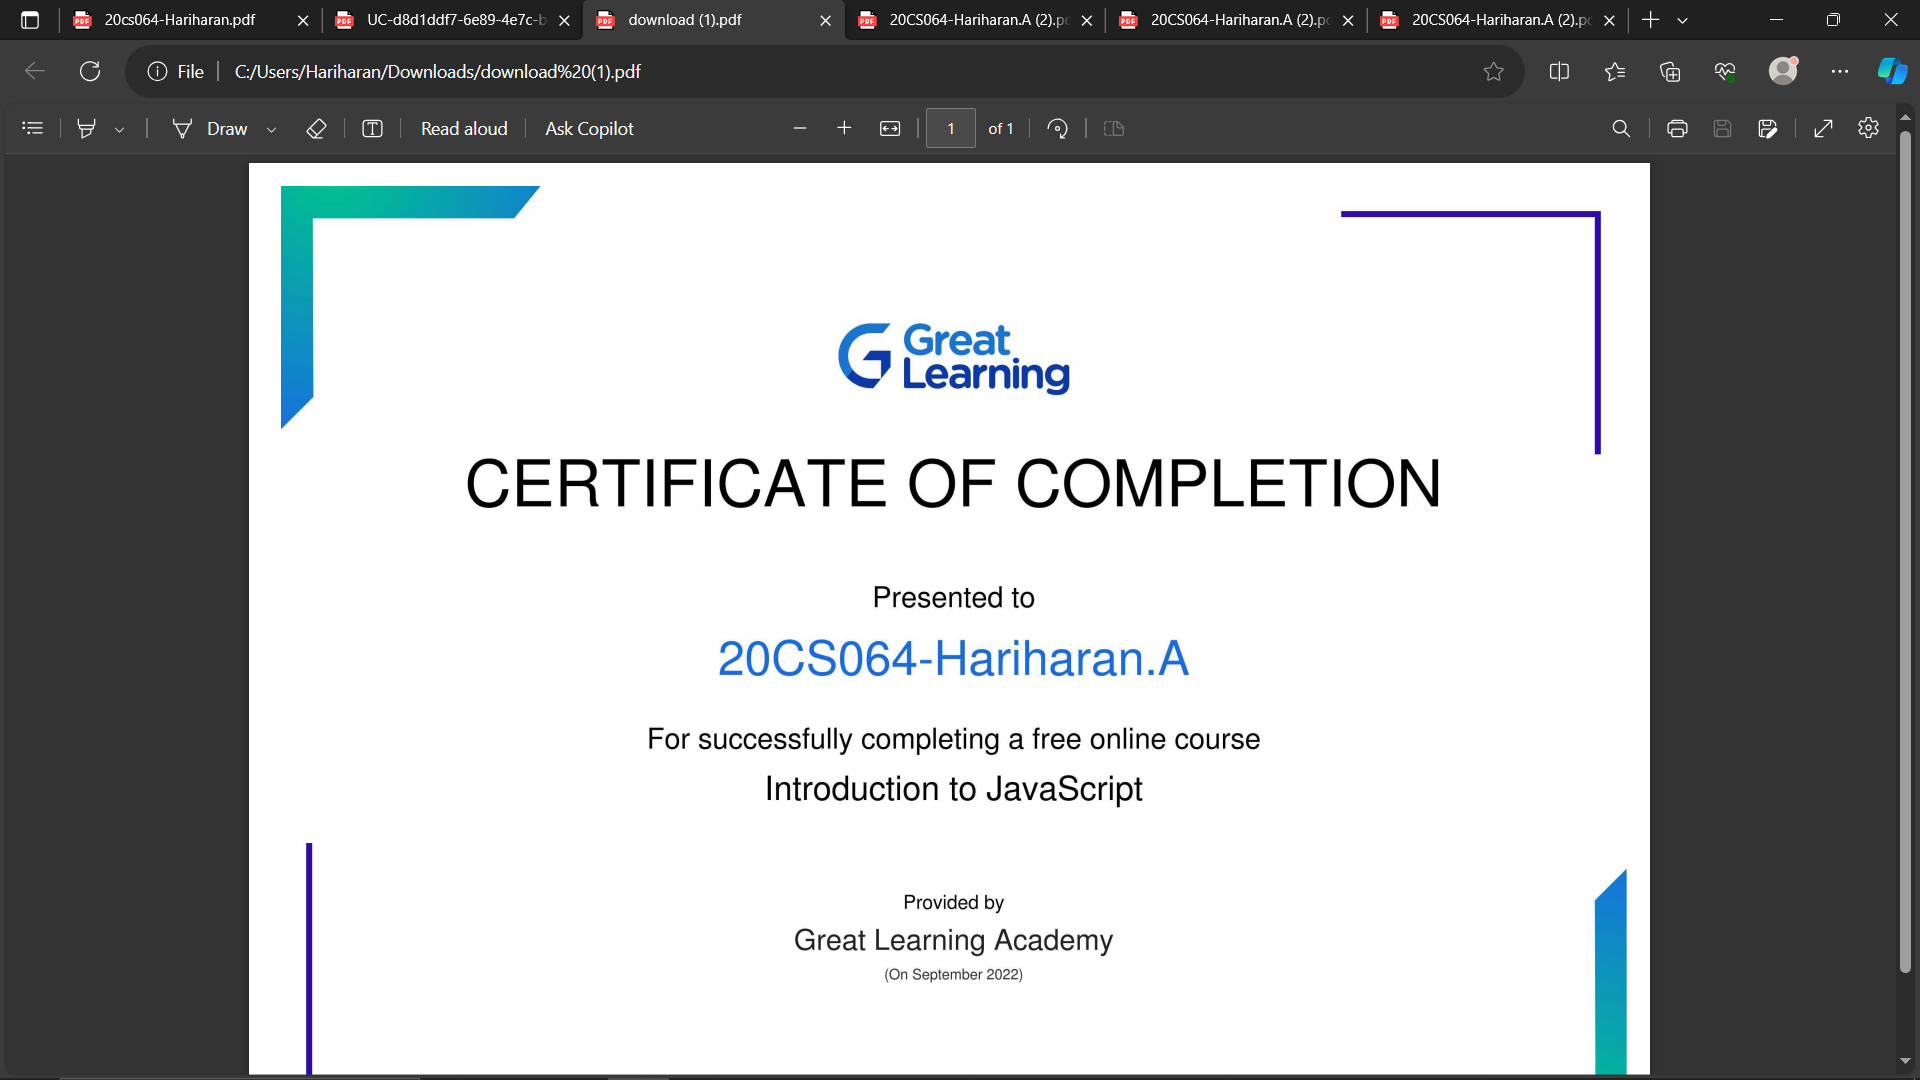 20cs064-Hariharan.pdf
UC-d8d1ddf7-6e89-4e7c-b
download (1).pdf
20CS064-Hariharan.A (2).pc
20CS064-Hariharan.A (2).pc
20CS064-Hariharan.A (2).pc
File
C:/Users/Hariharan/Downloads/download%20(1).pdf
Draw
Read aloud
Ask Copilot
1
of 1
Great
Learning
CERTIFICATE OF COMPLETION
Presented to
20CS064-Hariharan.A
For successfully completing a free online course
Introduction to JavaScript
Provided by
Great Learning Academy
(On September 2022)